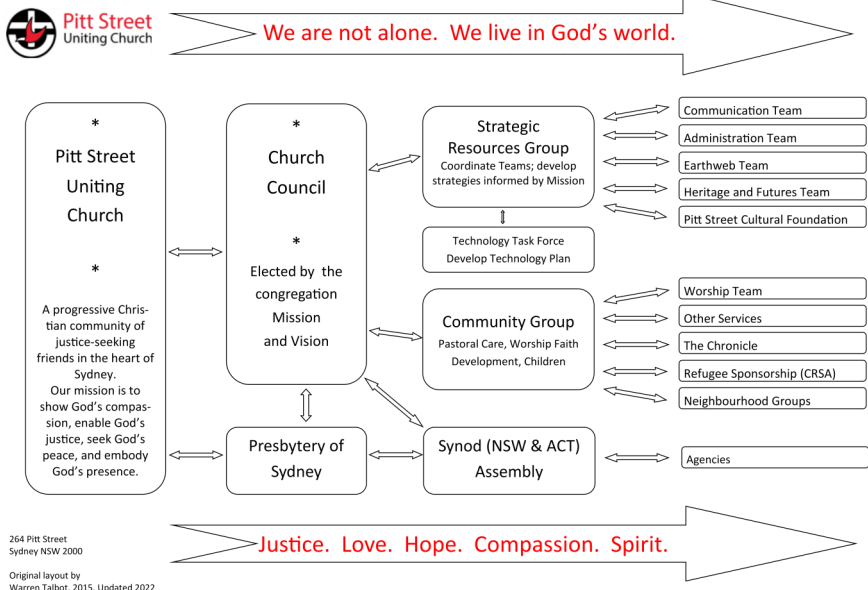 Pitt Street
Uniting Church
We are not alone.  We live in God's world.
*
Pitt Street
Uniting
Church
*
A progressive Chris-
tian community of
justice-seeking
friends in the heart of
Sydney.
Our mission is to
show God's compas-
sion, enable God's
justice, seek God's
peace, and embody
God's presence.
*
Church
Council
*
Elected by  the
congregation
Mission
and Vision
Strategic
Resources Group
Coordinate Teams; develop
strategies informed by Mission
Technology Task Force
Develop Technology Plan
Community Group
Pastoral Care, Worship Faith
Development, Children
Presbytery of
Sydney
Synod (NSW & ACT)
Assembly
Communication Team
Administration Team
Earthweb Team
Heritage and Futures Team
Pitt Street Cultural Foundation
Worship Team
Other Services
The Chronicle
Refugee Sponsorship (CRSA)
Neighbourhood Groups
Agencies
Justice.  Love.  Hope.  Compassion.  Spirit.
264 Pitt Street
Sydney NSW 2000
Original layout by
Warren Talbot, 2015. Updated 2022